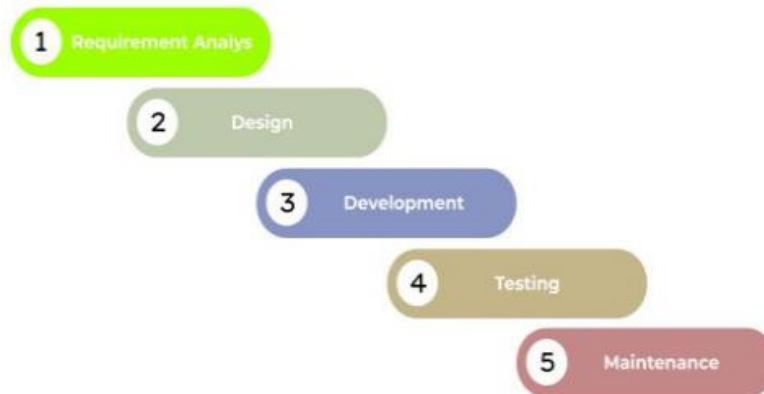 1 Requirement Analys
2 Design
3 Development
4 Testing
5 Maintenance